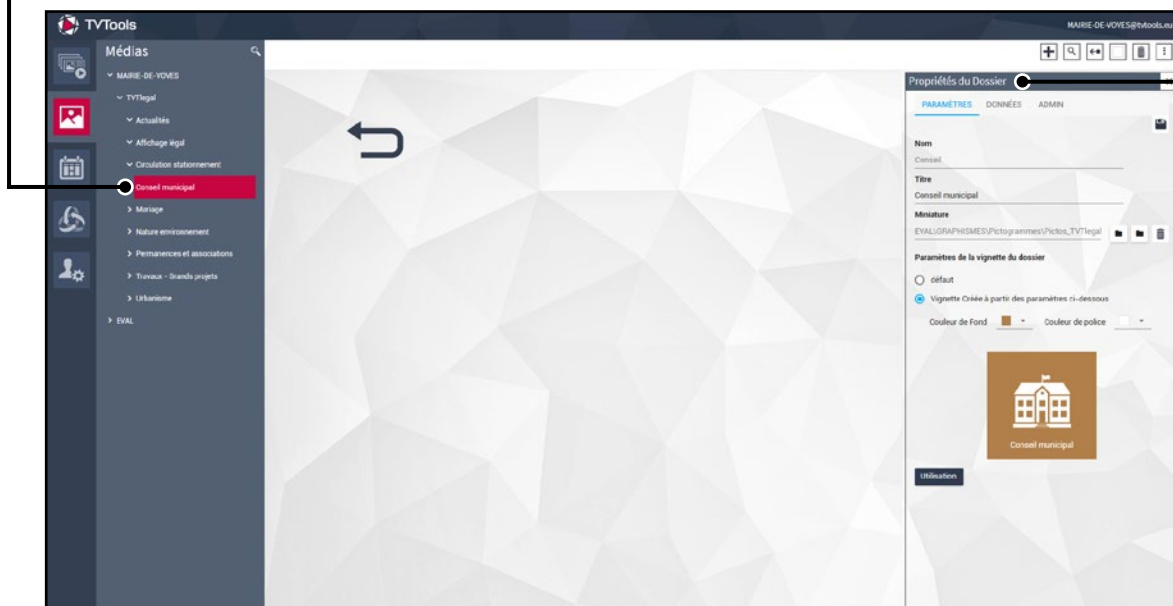 TVTools
MAIRIE-DE-VOYES@tvtools.eu
Médias
MAIRIE-DE-VOYES
TVTlegal
Actualités
Affichage légal
Circulation stationnement
Conseil municipal
Mariage
Nature environnement
Permanences et associations
Travaux - Grands projets
Urbanisme
EVAL
Propriétés du Dossier
PARAMÈTRES DONNÉES ADMIN
Nom
Conseil
Titre
Conseil municipal
Miniature
EVAL\GRAPHISMES\Pictogrammes\Pictos_TVTlegal
Paramètres de la vignette du dossier
défaut
Vignette Créée à partir des paramètres ci-dessous
Couleur de Fond Couleur de police
Conseil municipal
Utilisation